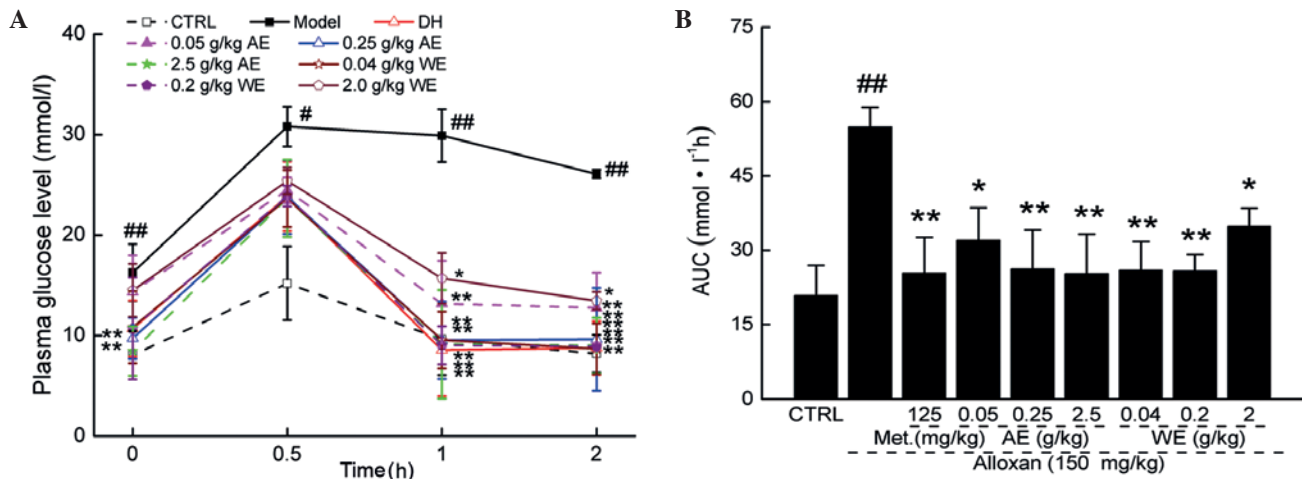 A
CTRL Model DH
0.05 g/kg AE 0.25 g/kg AE
2.5 g/kg AE 0.04 g/kg WE
0.2 g/kg WE 2.0 g/kg WE
Plasma glucose level (mmol/l)
40
30
20
10
0
# ## ##
##
*
**
**
**
**
**
**
*
**
**
**
**
**
**
**
0 0.5 1 2
Time(h)
B
AUC (mmol • l⁻¹h)
75
60
45
30
15
0
##
** * ** ** ** ** *
CTRL 125 0.05 0.25 2.5 0.04 0.2 2
Met.(mg/kg) AE (g/kg) WE (g/kg)
Alloxan (150 mg/kg)